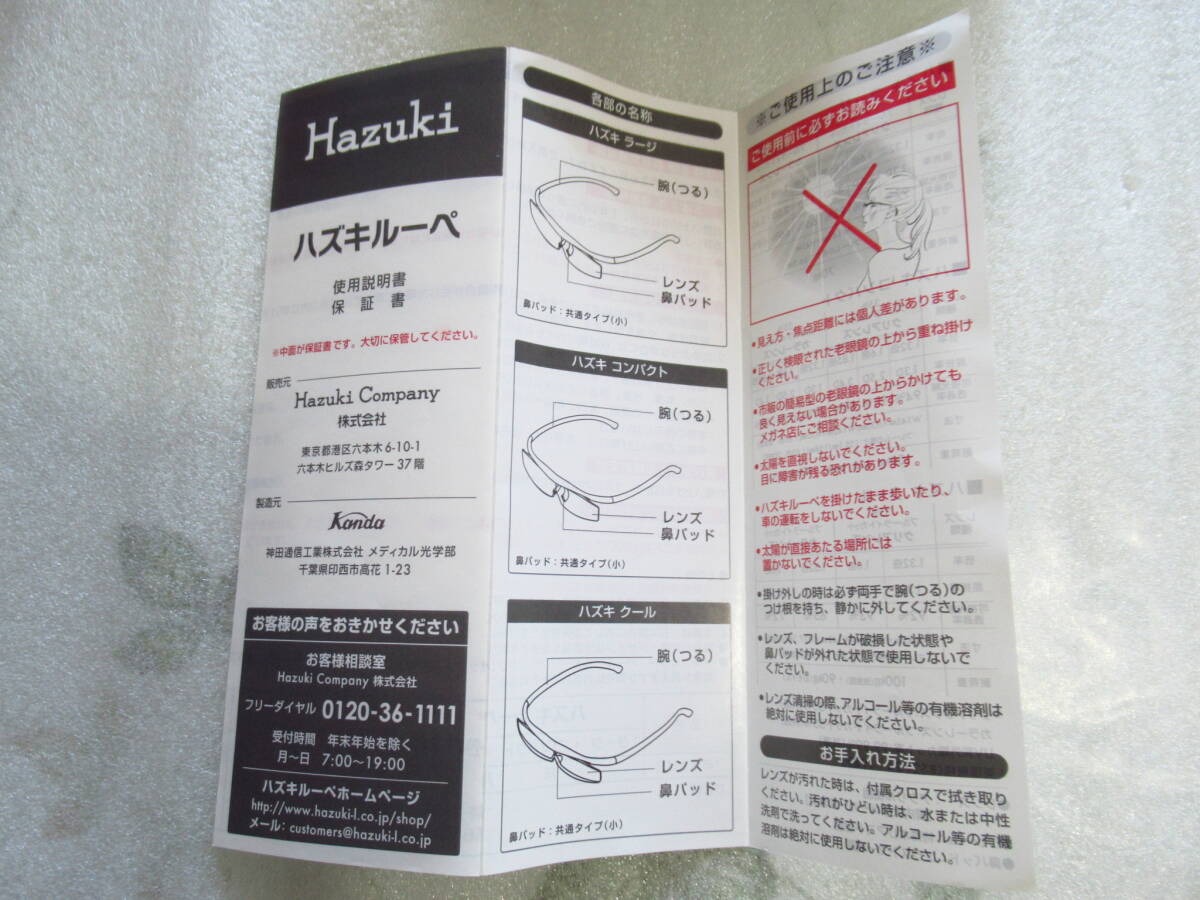 Hazuki
ハズキルーペ
使用説明書
保証書
※中面が保証書です。大切に保管してください。
販売元
Hazuki Company
株式会社
東京都港区六本木6-10-1
六本木ヒルズ森タワー37階
製造元
Kanda
神田通信工業株式会社 メディカル光学部
千葉県印西市高花1-23
お客様の声をおきかせください
お客様相談室
Hazuki Company 株式会社
フリーダイヤル 0120-36-1111
受付時間 年末年始を除く
月～日 7:00～19:00
ハズキルーペホームページ
http://www.hazuki-l.co.jp/shop/
メール：customers@hazuki-l.co.jp
各部の名称
ハズキ ラージ
腕(つる)
レンズ
鼻パッド
鼻パッド：共通タイプ(小)
ハズキ コンパクト
腕(つる)
レンズ
鼻パッド
鼻パッド：共通タイプ(小)
ハズキ クール
腕(つる)
レンズ
鼻パッド
鼻パッド：共通タイプ(小)
※ご使用上のご注意※
ご使用前に必ずお読みください
•見え方・焦点距離には個人差があります。
•正しく検眼された老眼鏡の上から重ね掛け
ください。
•市販の簡易型の老眼鏡の上からかけても
良く見えない場合があります。
メガネ店にご相談ください。
•太陽を直視しないでください。
目に障害が残る恐れがあります。
•ハズキルーペを掛けたまま歩いたり、
車の運転をしないでください。
•太陽が直接あたる場所には
置かないでください。
•掛け外しの時は必ず両手で腕(つる)の
つけ根を持ち、静かに外してください。
•レンズ、フレームが破損した状態や
鼻パッドが外れた状態で使用しないで
ください。
•レンズ清掃の際、アルコール等の有機溶剤は
絶対に使用しないでください。
お手入れ方法
レンズが汚れた時は、付属クロスで拭き取り
ください。汚れがひどい時は、水または中性
洗剤で洗ってください。アルコール等の有機
溶剤は絶対に使用しないでください。